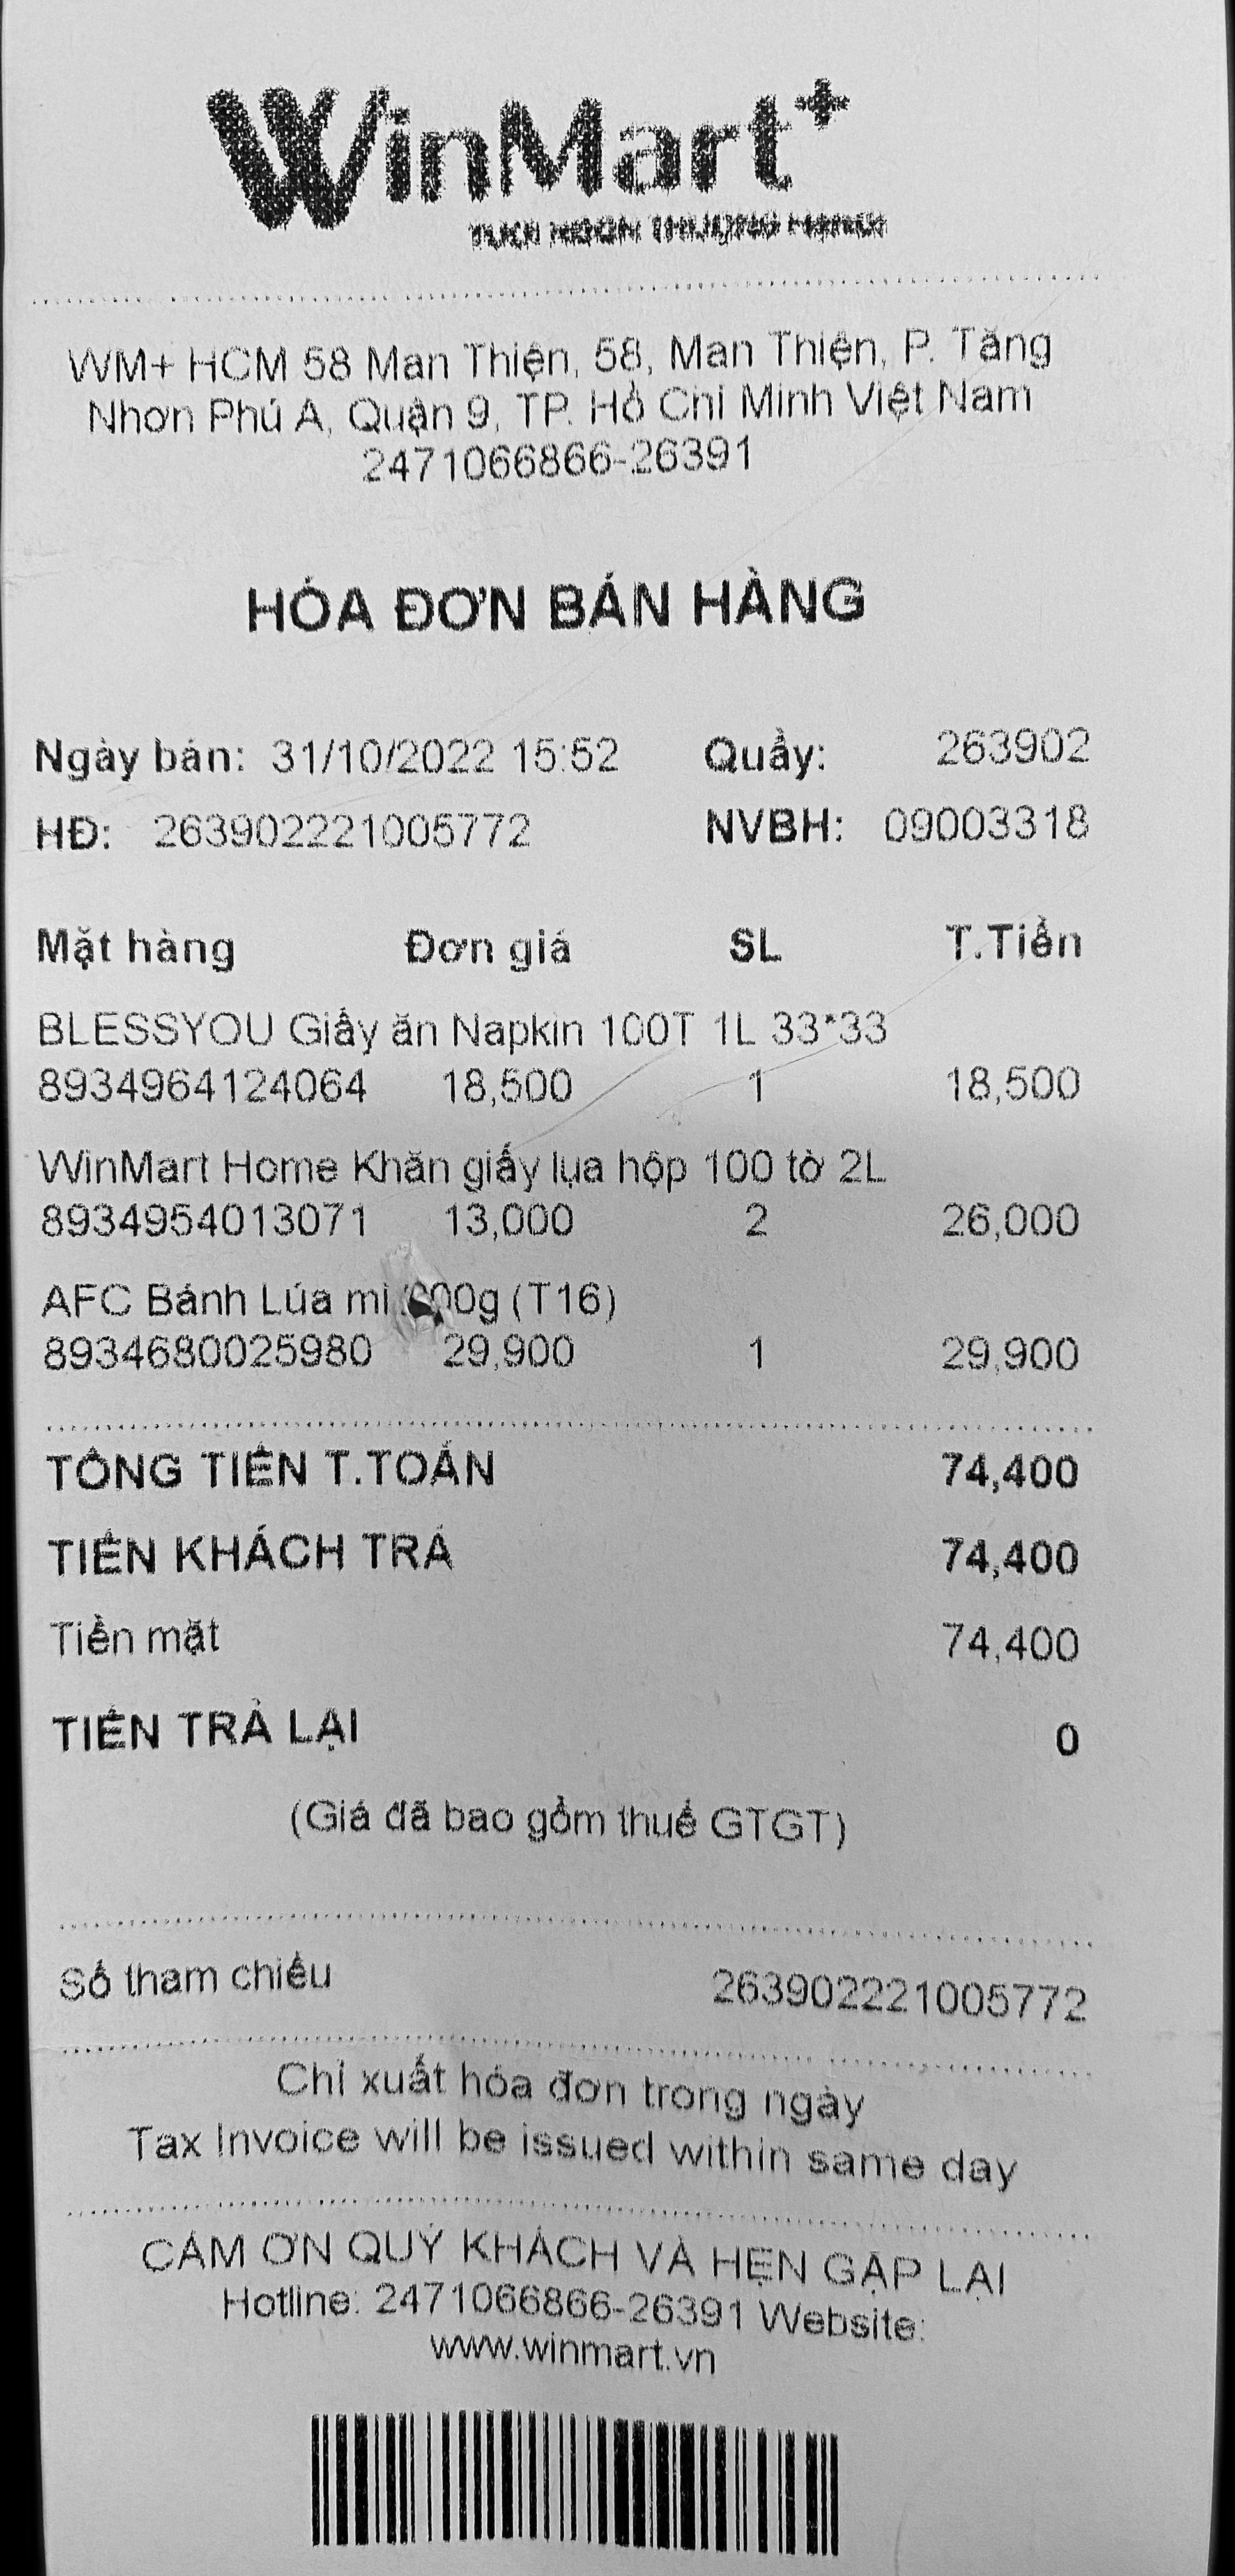 WinMart+
WM+ HCM 58 Man Thiện, 58, Man Thiện, P. Tăng
Nhơn Phú A, Quận 9, TP. Hồ Chí Minh Việt Nam
2471066866-26391
HÓA ĐƠN BÁN HÀNG
Ngày bán: 31/10/2022 15:52 Quầy: 263902
HĐ: 263902221005772 NVBH: 09003318
Mặt hàng Đơn giá SL T.Tiền
BLESSYOU Giấy ăn Napkin 100T 1L 33*33
8934964124064 18,500 1 18,500
WinMart Home Khăn giấy lụa hộp 100 tờ 2L
8934954013071 13,000 2 26,000
AFC Bánh Lúa mì (T16)
8934680025980 29,900 1 29,900
TỔNG TIỀN T.TOÁN 74,400
TIỀN KHÁCH TRẢ 74,400
Tiền mặt 74,400
TIỀN TRẢ LẠI 0
(Giá đã bao gồm thuế GTGT)
Số tham chiếu 263902221005772
Chỉ xuất hóa đơn trong ngày
Tax Invoice will be issued within same day
CẢM ƠN QUÝ KHÁCH VÀ HẸN GẶP LẠI
Hotline: 2471066866-26391 Website:
www.winmart.vn